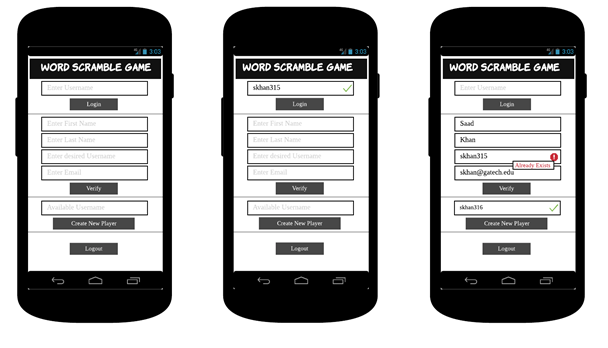 3:03
WORD SCRAMBLE GAME
Enter Username
Login
Enter First Name
Enter Last Name
Enter desired Username
Enter Email
Verify
Available Username
Create New Player
Logout
3:03
WORD SCRAMBLE GAME
skhan315
Login
Enter First Name
Enter Last Name
Enter desired Username
Enter Email
Verify
Available Username
Create New Player
Logout
3:03
WORD SCRAMBLE GAME
Enter Username
Login
Saad
Khan
skhan315
Already Exists
skhan@gatech.edu
Verify
skhan316
Create New Player
Logout